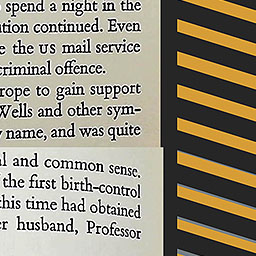 spend a night in the
ution continued. Even
e the US mail service
criminal offence.
rope to gain support
Wells and other sym-
name, and was quite
al and common sense.
the first birth-control
this time had obtained
er husband, Professor